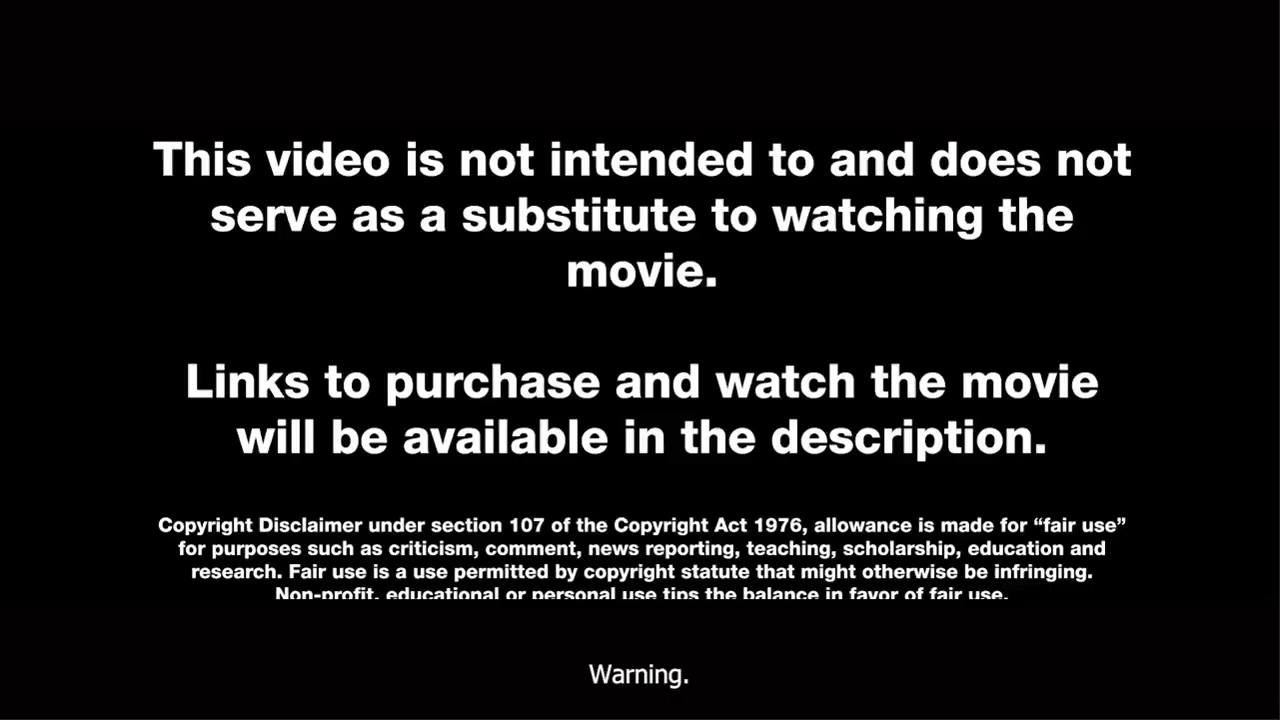 This video is not intended to and does not
serve as a substitute to watching the
movie.
Links to purchase and watch the movie
will be available in the description.
Copyright Disclaimer under section 107 of the Copyright Act 1976, allowance is made for “fair use”
for purposes such as criticism, comment, news reporting, teaching, scholarship, education and
research. Fair use is a use permitted by copyright statute that might otherwise be infringing.
Non-profit, educational or personal use tips the balance in favor of fair use.
Warning.